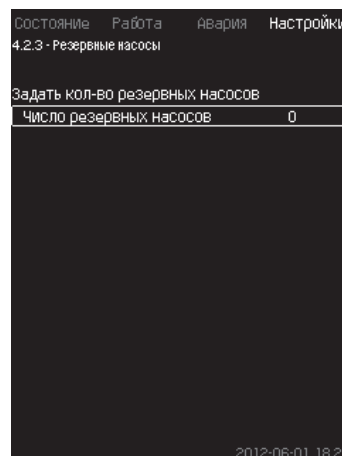 Состояние Работа Авария Настройки
4.2.3 - Резервные насосы
Задать кол-во резервных насосов
Число резервных насосов 0
2012-06-01 18:2